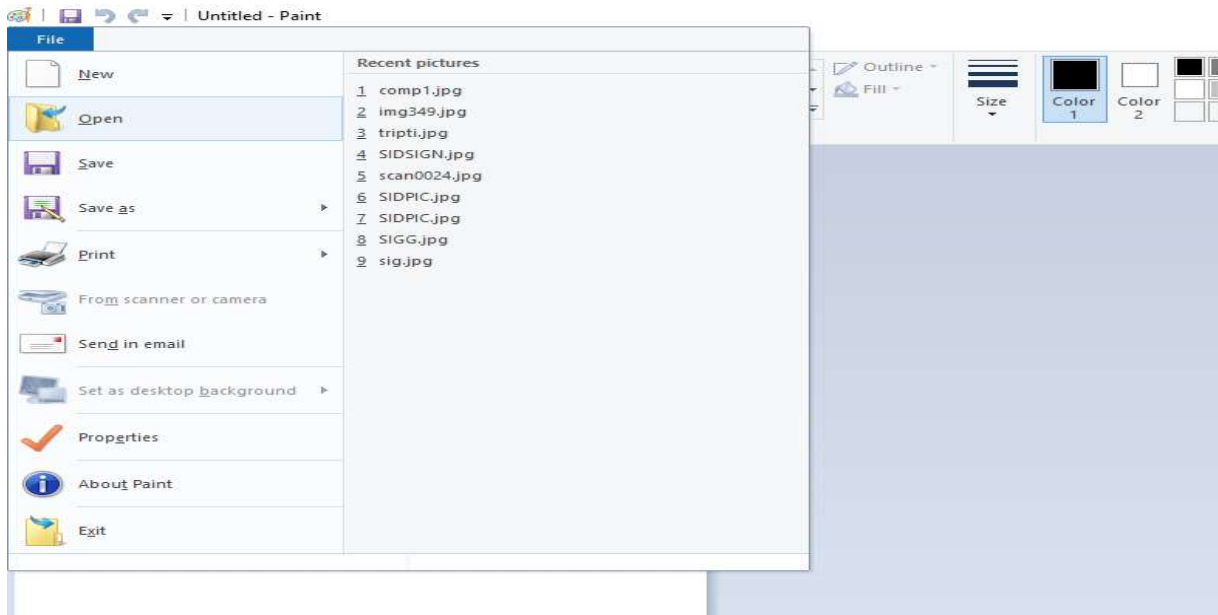 Untitled - Paint
File
New
Open
Save
Save as
Print
From scanner or camera
Send in email
Set as desktop background
Properties
About Paint
Exit
Recent pictures
1 comp1.jpg
2 img349.jpg
3 tripti.jpg
4 SIDSIGN.jpg
5 scan0024.jpg
6 SIDPIC.jpg
7 SIDPIC.jpg
8 SIGG.jpg
9 sig.jpg
Outline
Fill
Size
Color
1
Color
2